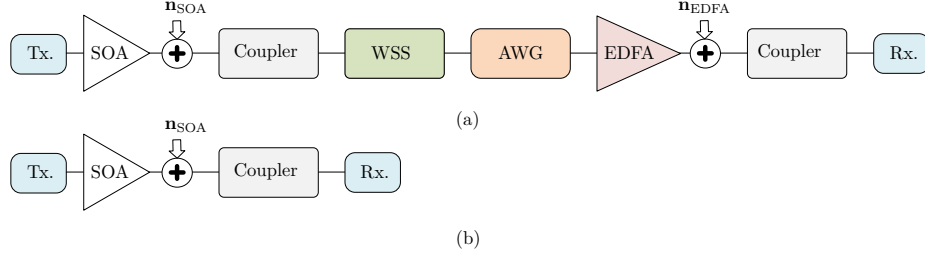 n_SOA n_EDFA
Tx. SOA Coupler WSS AWG EDFA Coupler Rx.
(a)
n_SOA
Tx. SOA Coupler Rx.
(b)